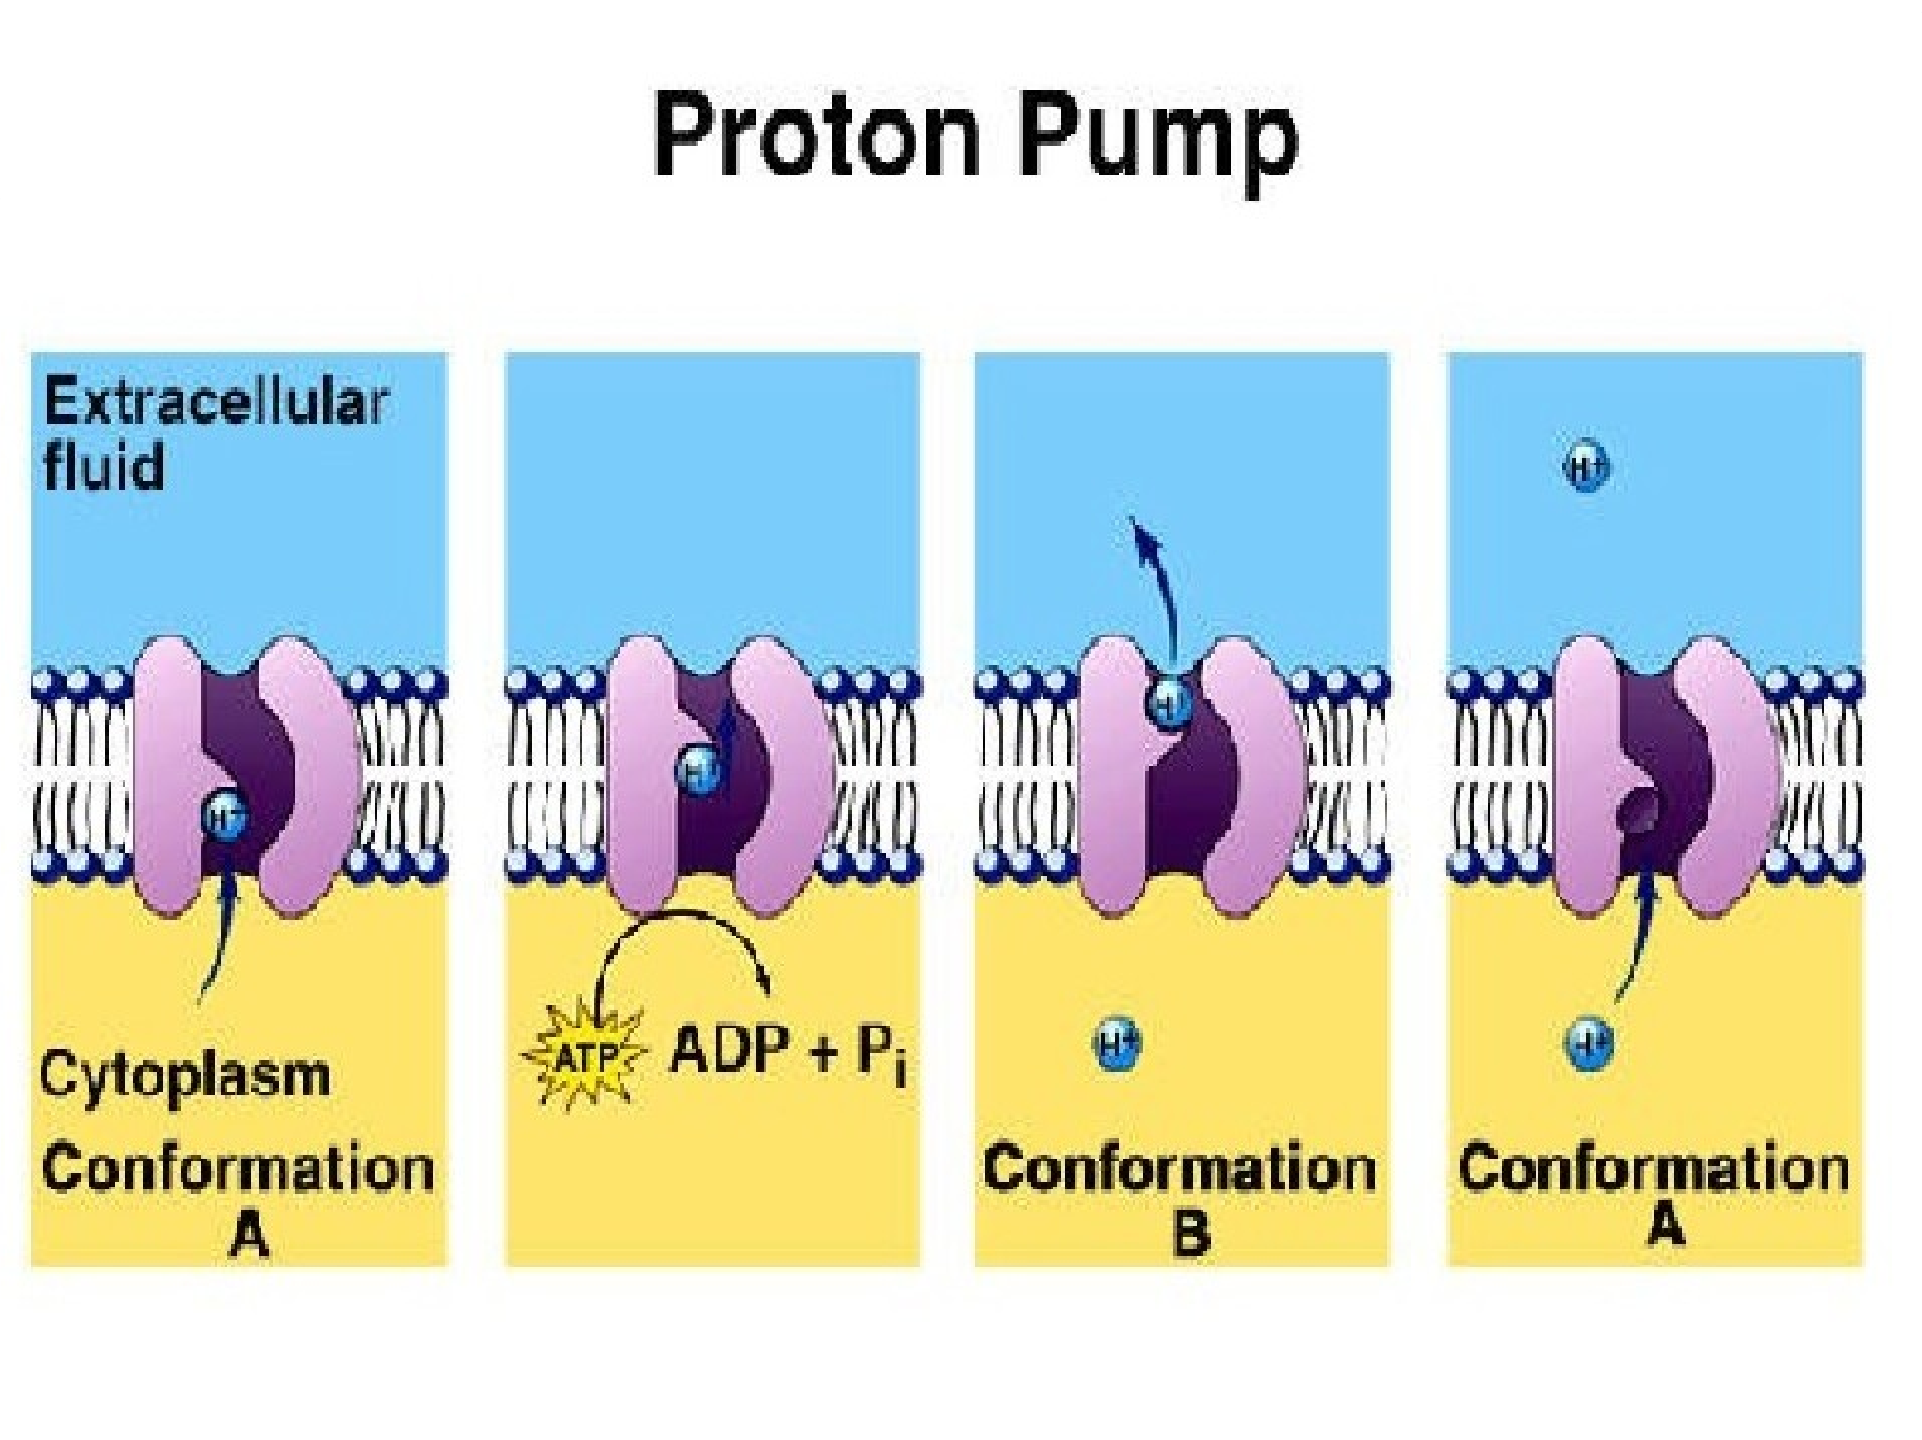 Proton Pump
Extracellular
fluid
H+
Cytoplasm
Conformation
A
H+
ATP
ADP + Pi
H+
H+
Conformation
B
H+
H+
Conformation
A